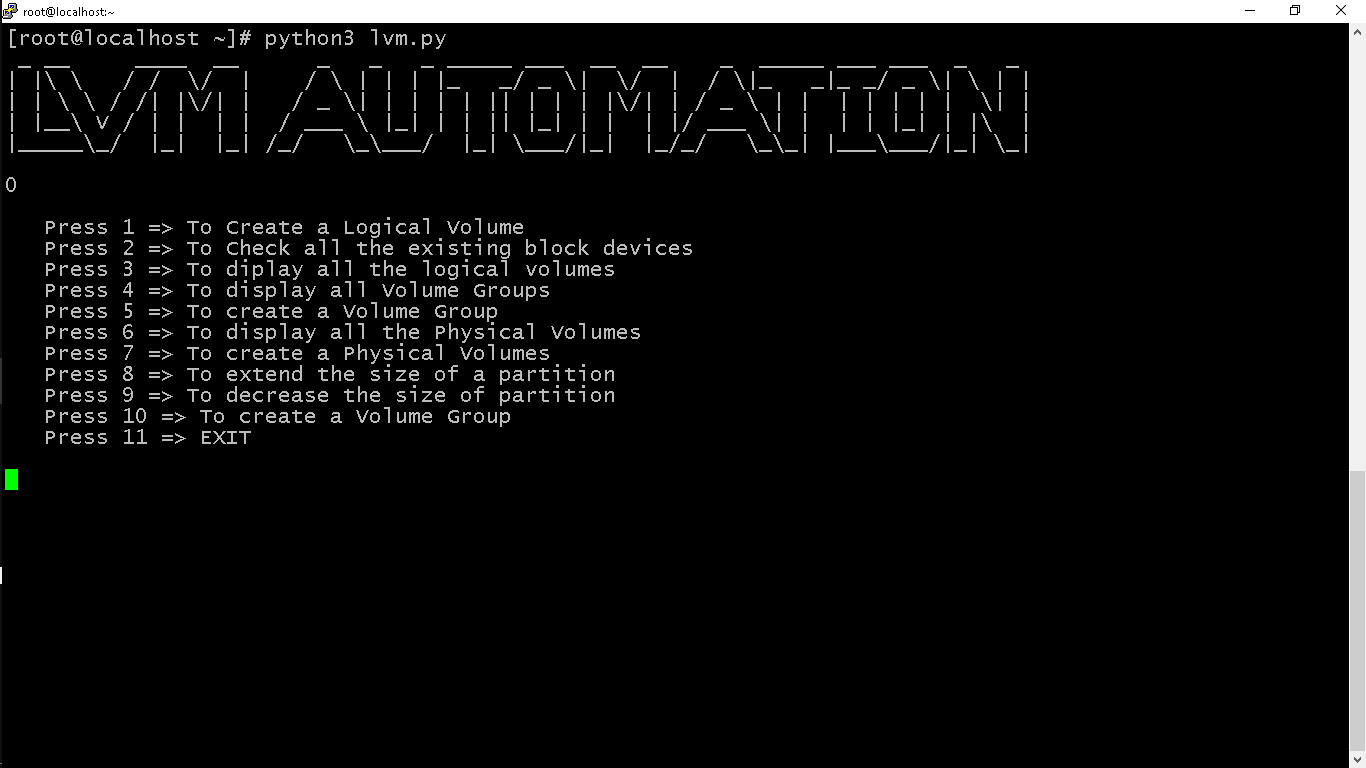 root@localhost:~
[root@localhost ~]# python3 lvm.py
LVM AUTOMATION
0
Press 1 => To Create a Logical Volume
Press 2 => To Check all the existing block devices
Press 3 => To diplay all the logical volumes
Press 4 => To display all Volume Groups
Press 5 => To create a Volume Group
Press 6 => To display all the Physical Volumes
Press 7 => To create a Physical Volumes
Press 8 => To extend the size of a partition
Press 9 => To decrease the size of partition
Press 10 => To create a Volume Group
Press 11 => EXIT